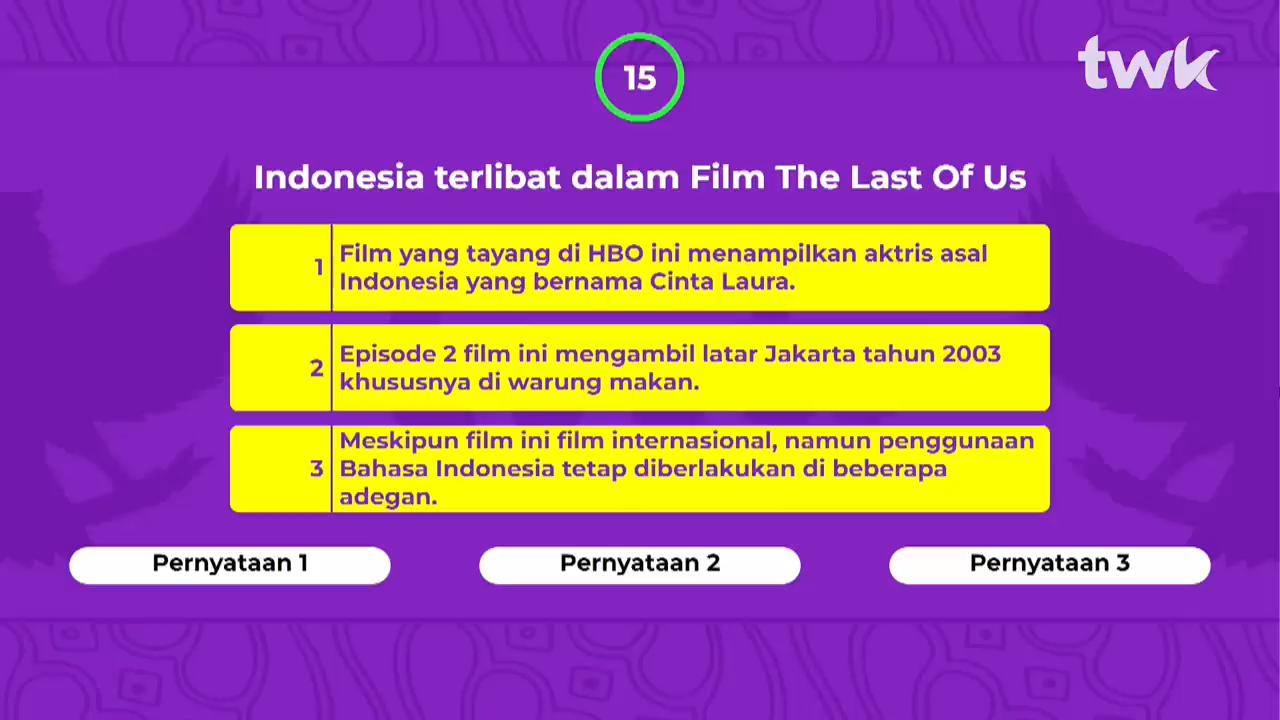 15
twk
Indonesia terlibat dalam Film The Last Of Us
1
Film yang tayang di HBO ini menampilkan aktris asal
Indonesia yang bernama Cinta Laura.
2
Episode 2 film ini mengambil latar Jakarta tahun 2003
khususnya di warung makan.
3
Meskipun film ini film internasional, namun penggunaan
Bahasa Indonesia tetap diberlakukan di beberapa
adegan.
Pernyataan 1
Pernyataan 2
Pernyataan 3